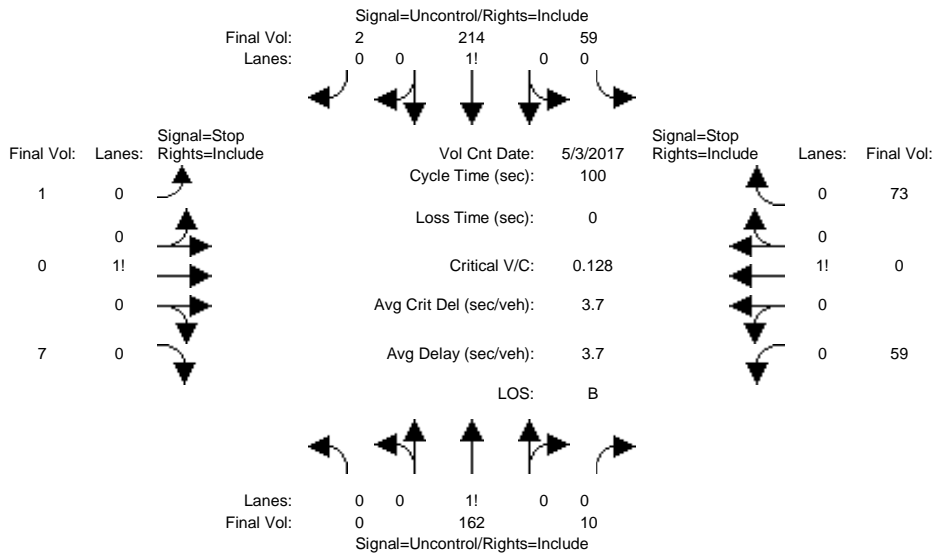 Signal=Uncontrol/Rights=Include
Final Vol: 2 214 59
Lanes: 0 0 1! 0 0
Signal=Stop Signal=Stop
Final Vol: Lanes: Rights=Include Vol Cnt Date: 5/3/2017 Rights=Include Lanes: Final Vol:
Cycle Time (sec): 100
1 0 0 73
Loss Time (sec): 0
0 0
0 1! Critical V/C: 0.128 1! 0
0 Avg Crit Del (sec/veh): 3.7 0
7 0 Avg Delay (sec/veh): 3.7 0 59
LOS: B
Lanes: 0 0 1! 0 0
Final Vol: 0 162 10
Signal=Uncontrol/Rights=Include